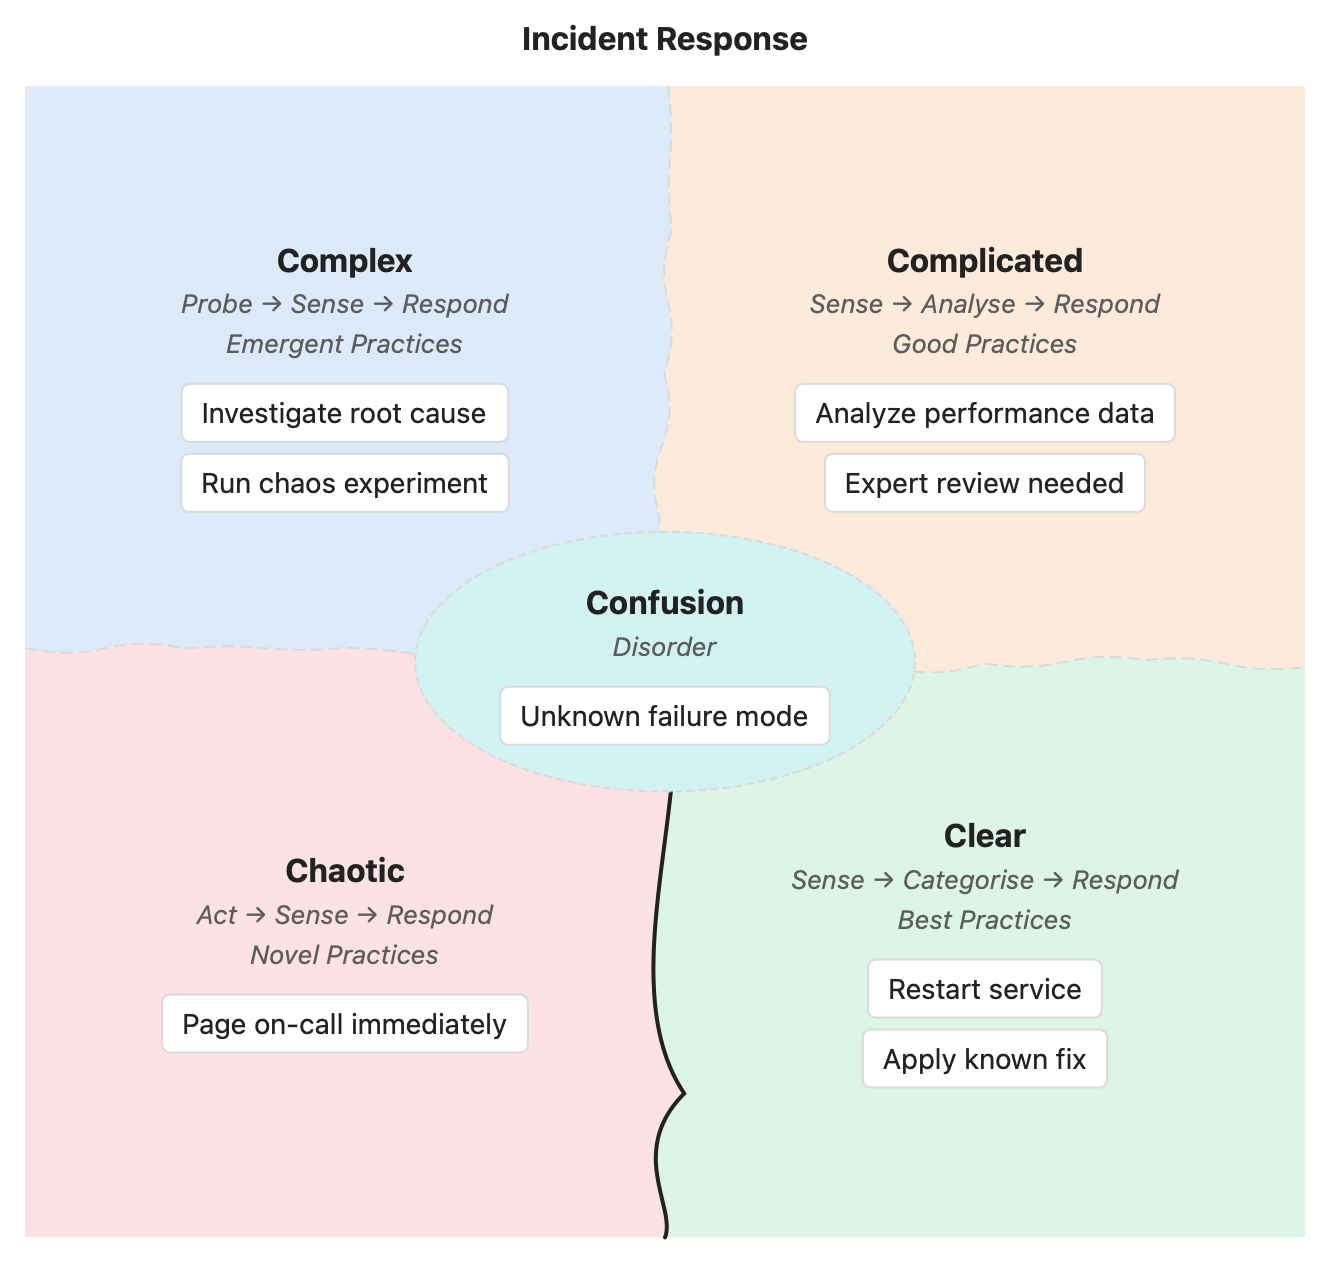 Incident Response
Complex
Probe → Sense → Respond
Emergent Practices
Investigate root cause
Run chaos experiment
Complicated
Sense → Analyse → Respond
Good Practices
Analyze performance data
Expert review needed
Confusion
Disorder
Unknown failure mode
Chaotic
Act → Sense → Respond
Novel Practices
Page on-call immediately
Clear
Sense → Categorise → Respond
Best Practices
Restart service
Apply known fix